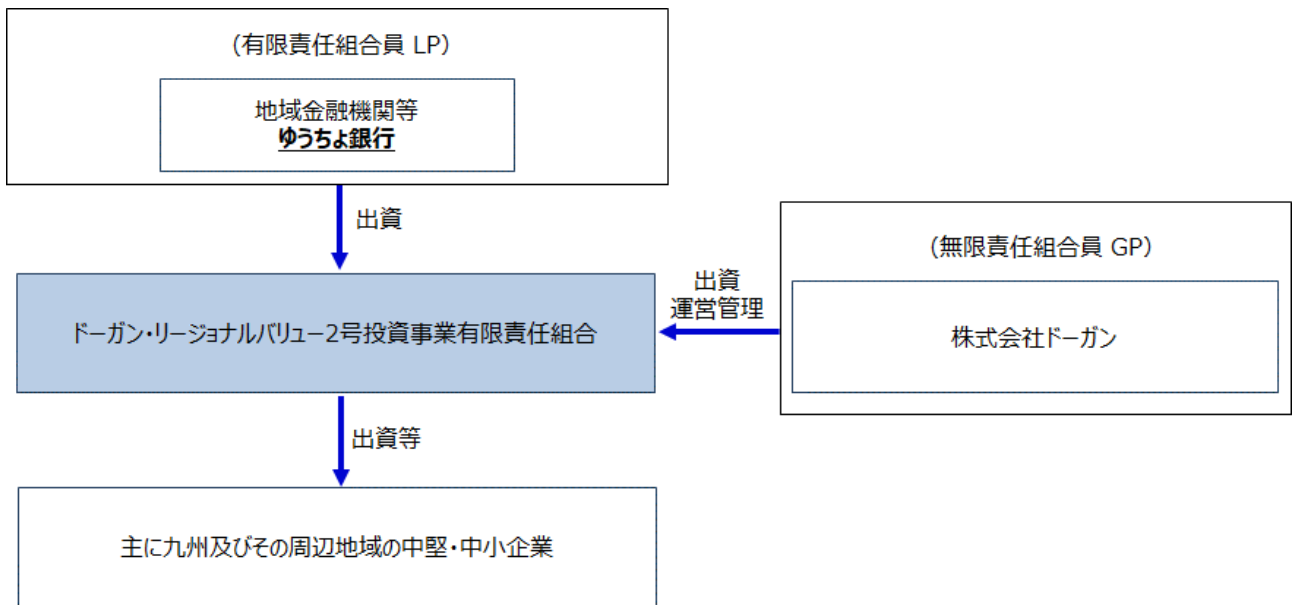 (有限責任組合員 LP)
地域金融機関等
ゆうちょ銀行
出資
(無限責任組合員 GP)
出資
運営管理
ドーガン・リージョナルバリュー2号投資事業有限責任組合
株式会社ドーガン
出資等
主に九州及びその周辺地域の中堅・中小企業